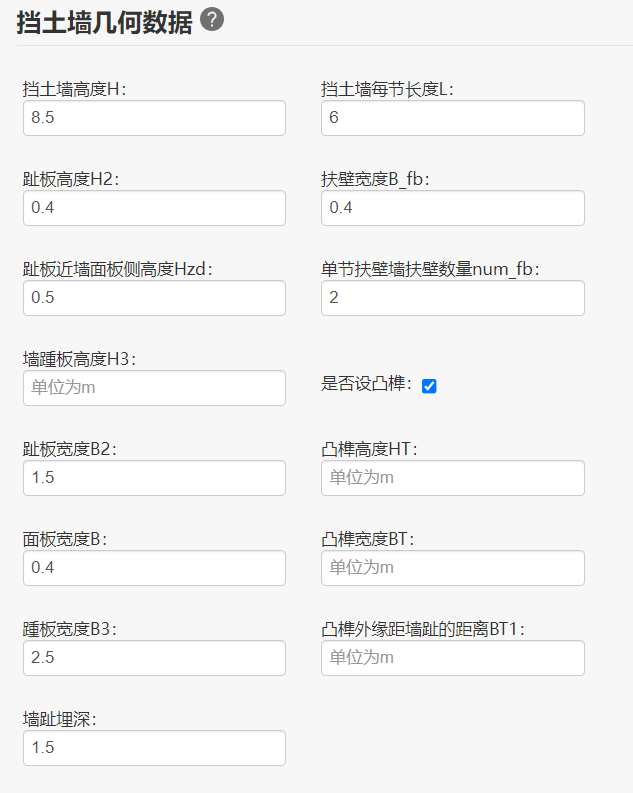 挡土墙几何数据 ?
挡土墙高度H：
挡土墙每节长度L：
8.5
6
趾板高度H2：
扶壁宽度B_fb：
0.4
0.4
趾板近墙面板侧高度Hzd：
单节扶壁墙扶壁数量num_fb：
0.5
2
墙踵板高度H3：
单位为m
是否设凸榫：
趾板宽度B2：
凸榫高度HT：
1.5
单位为m
面板宽度B：
凸榫宽度BT：
0.4
单位为m
踵板宽度B3：
凸榫外缘距墙趾的距离BT1：
2.5
单位为m
墙趾埋深：
1.5